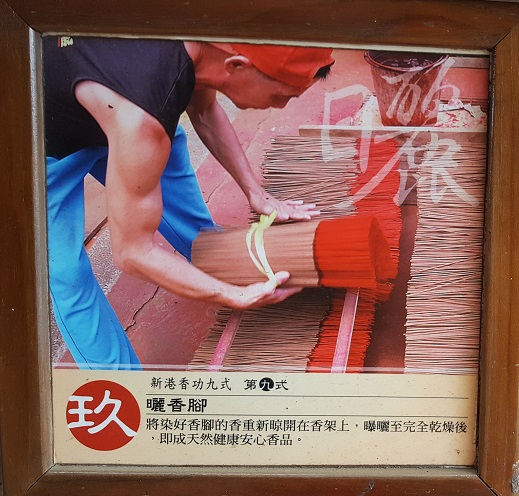 曬
新港香功九式 第九式
玖
曬香腳
將染好香腳的香重新晾開在香架上，曝曬至完全乾燥後
，即成天然健康安心香品。